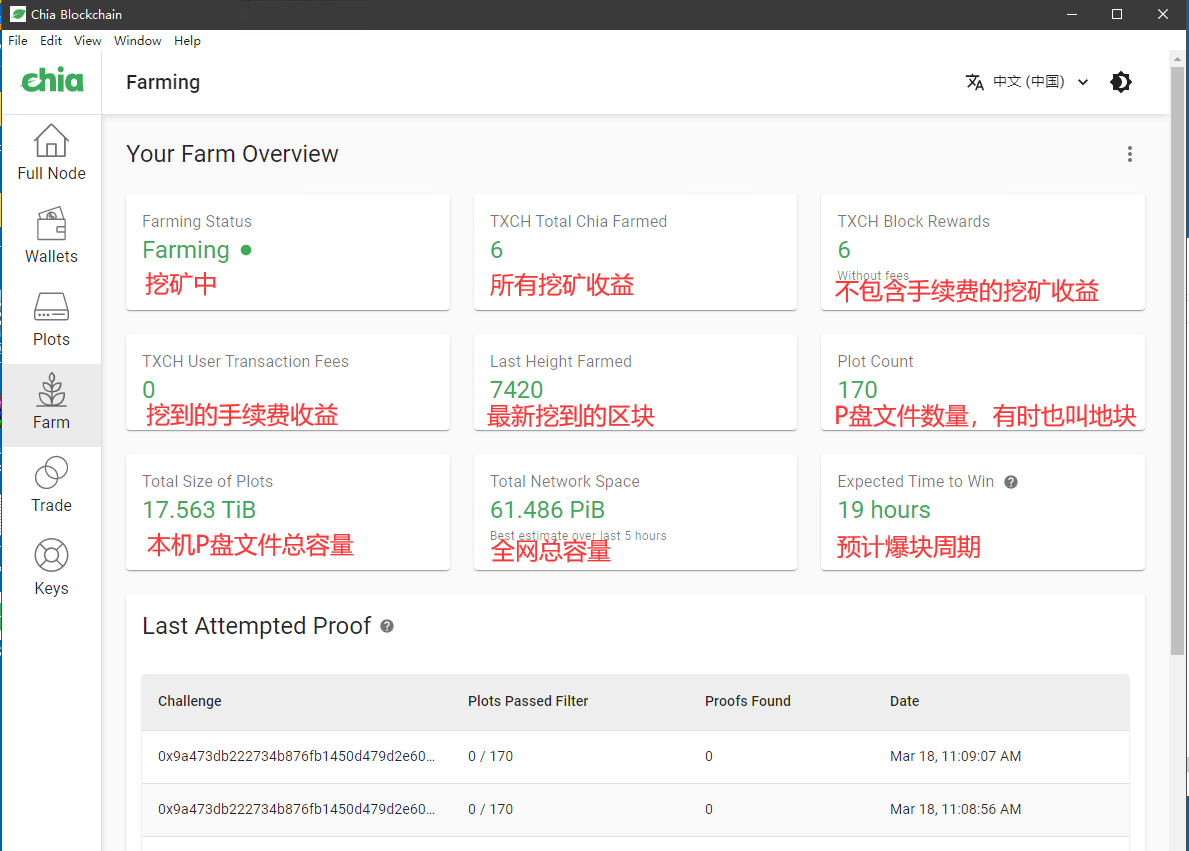 Chia Blockchain
File Edit View Window Help
chia
Farming
中文 (中国)
Full Node
Wallets
Plots
Farm
Trade
Keys
Your Farm Overview
Farming Status
Farming
挖矿中
TXCH Total Chia Farmed
6
所有挖矿收益
TXCH Block Rewards
6
Without fees
不包含手续费的挖矿收益
TXCH User Transaction Fees
0
挖到的手续费收益
Last Height Farmed
7420
最新挖到的区块
Plot Count
170
P盘文件数量，有时也叫地块
Total Size of Plots
17.563 TiB
本机P盘文件总容量
Total Network Space
61.486 PiB
Best estimate over last 5 hours
全网总容量
Expected Time to Win ?
19 hours
预计爆块周期
Last Attempted Proof ?
Challenge Plots Passed Filter Proofs Found Date
0x9a473db222734b876fb1450d479d2e60... 0 / 170 0 Mar 18, 11:09:07 AM
0x9a473db222734b876fb1450d479d2e60... 0 / 170 0 Mar 18, 11:08:56 AM